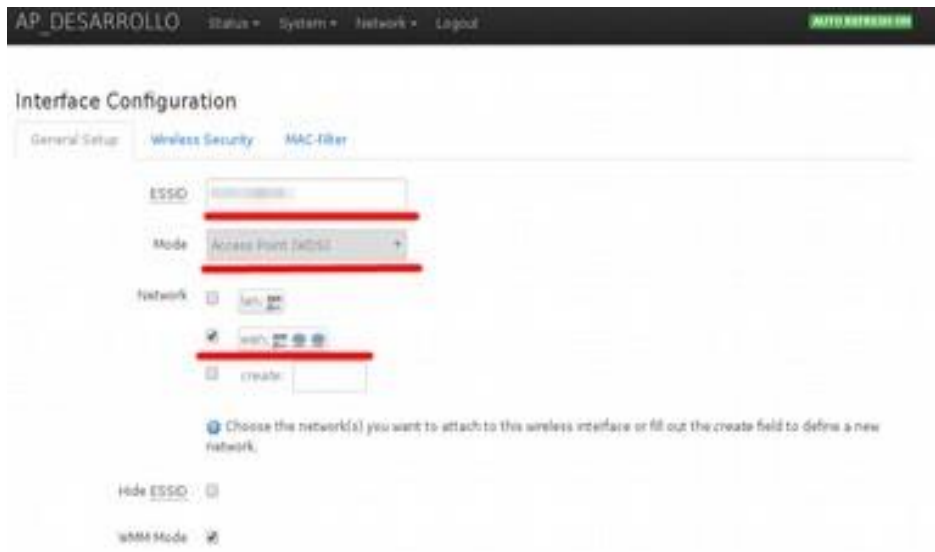 AP_DESARROLLO Status System Network Logout AUTO REFRESH ON
Interface Configuration
General Setup Wireless Security MAC-Filter
ESSID
Mode Access Point (WDS)
Network lan:
wan:
create:
Choose the network(s) you want to attach to this wireless interface or fill out the create field to define a new
network.
Hide ESSID
WMM Mode